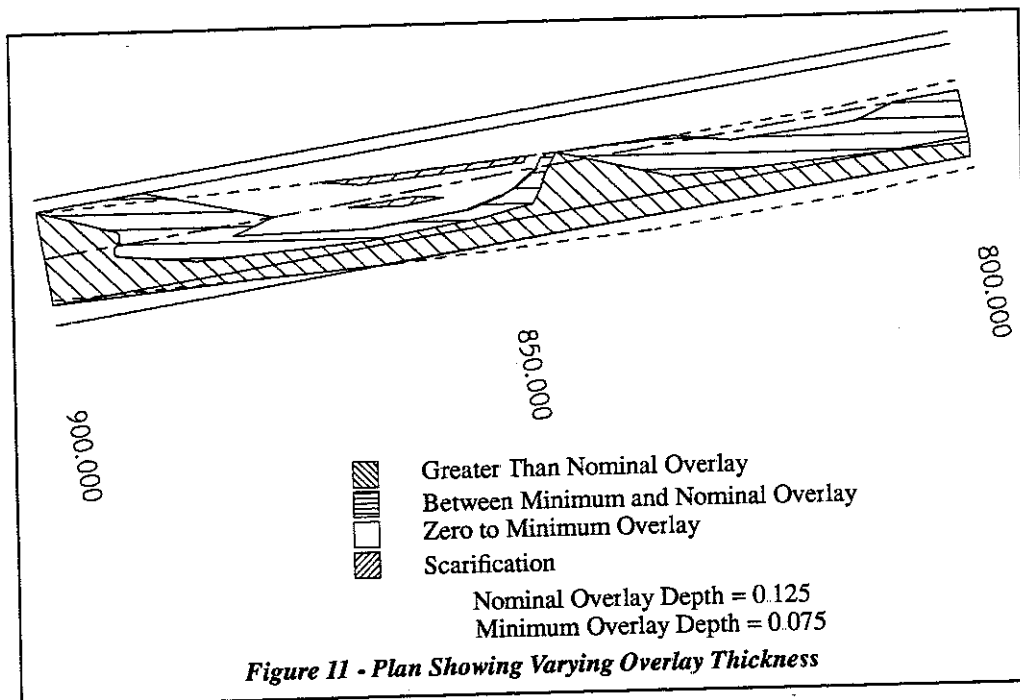 800.000
850.000
900.000
Greater Than Nominal Overlay
Between Minimum and Nominal Overlay
Zero to Minimum Overlay
Scarification
Nominal Overlay Depth = 0.125
Minimum Overlay Depth = 0.075
Figure 11 - Plan Showing Varying Overlay Thickness